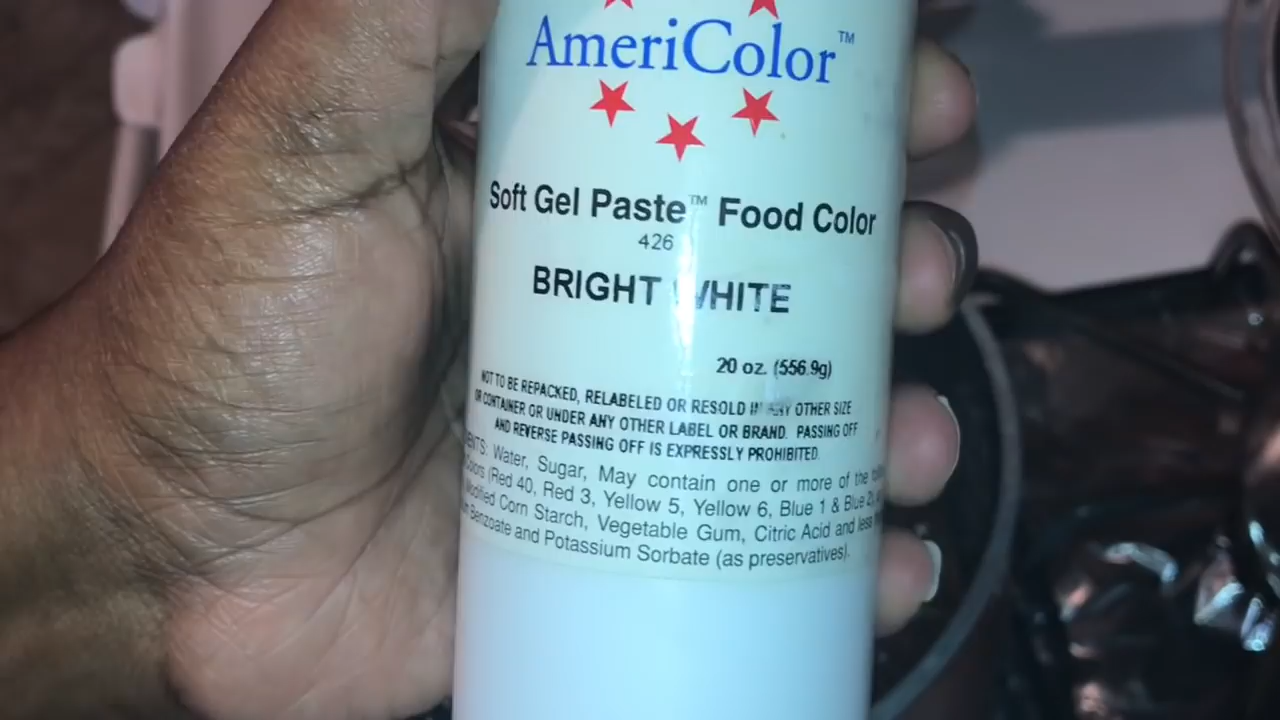 AmeriColor™
Soft Gel Paste™ Food Color
426
BRIGHT WHITE
20 oz. (556.9g)
NOT TO BE REPACKED, RELABELED OR RESOLD IN ANY OTHER SIZE
OR CONTAINER OR UNDER ANY OTHER LABEL OR BRAND. PASSING OFF
AND REVERSE PASSING OFF IS EXPRESSLY PROHIBITED.
Water, Sugar, May contain one or more of the
(Red 40, Red 3, Yellow 5, Yellow 6, Blue 1 & Blue 2),
Modified Corn Starch, Vegetable Gum, Citric Acid and less
Benzoate and Potassium Sorbate (as preservatives).